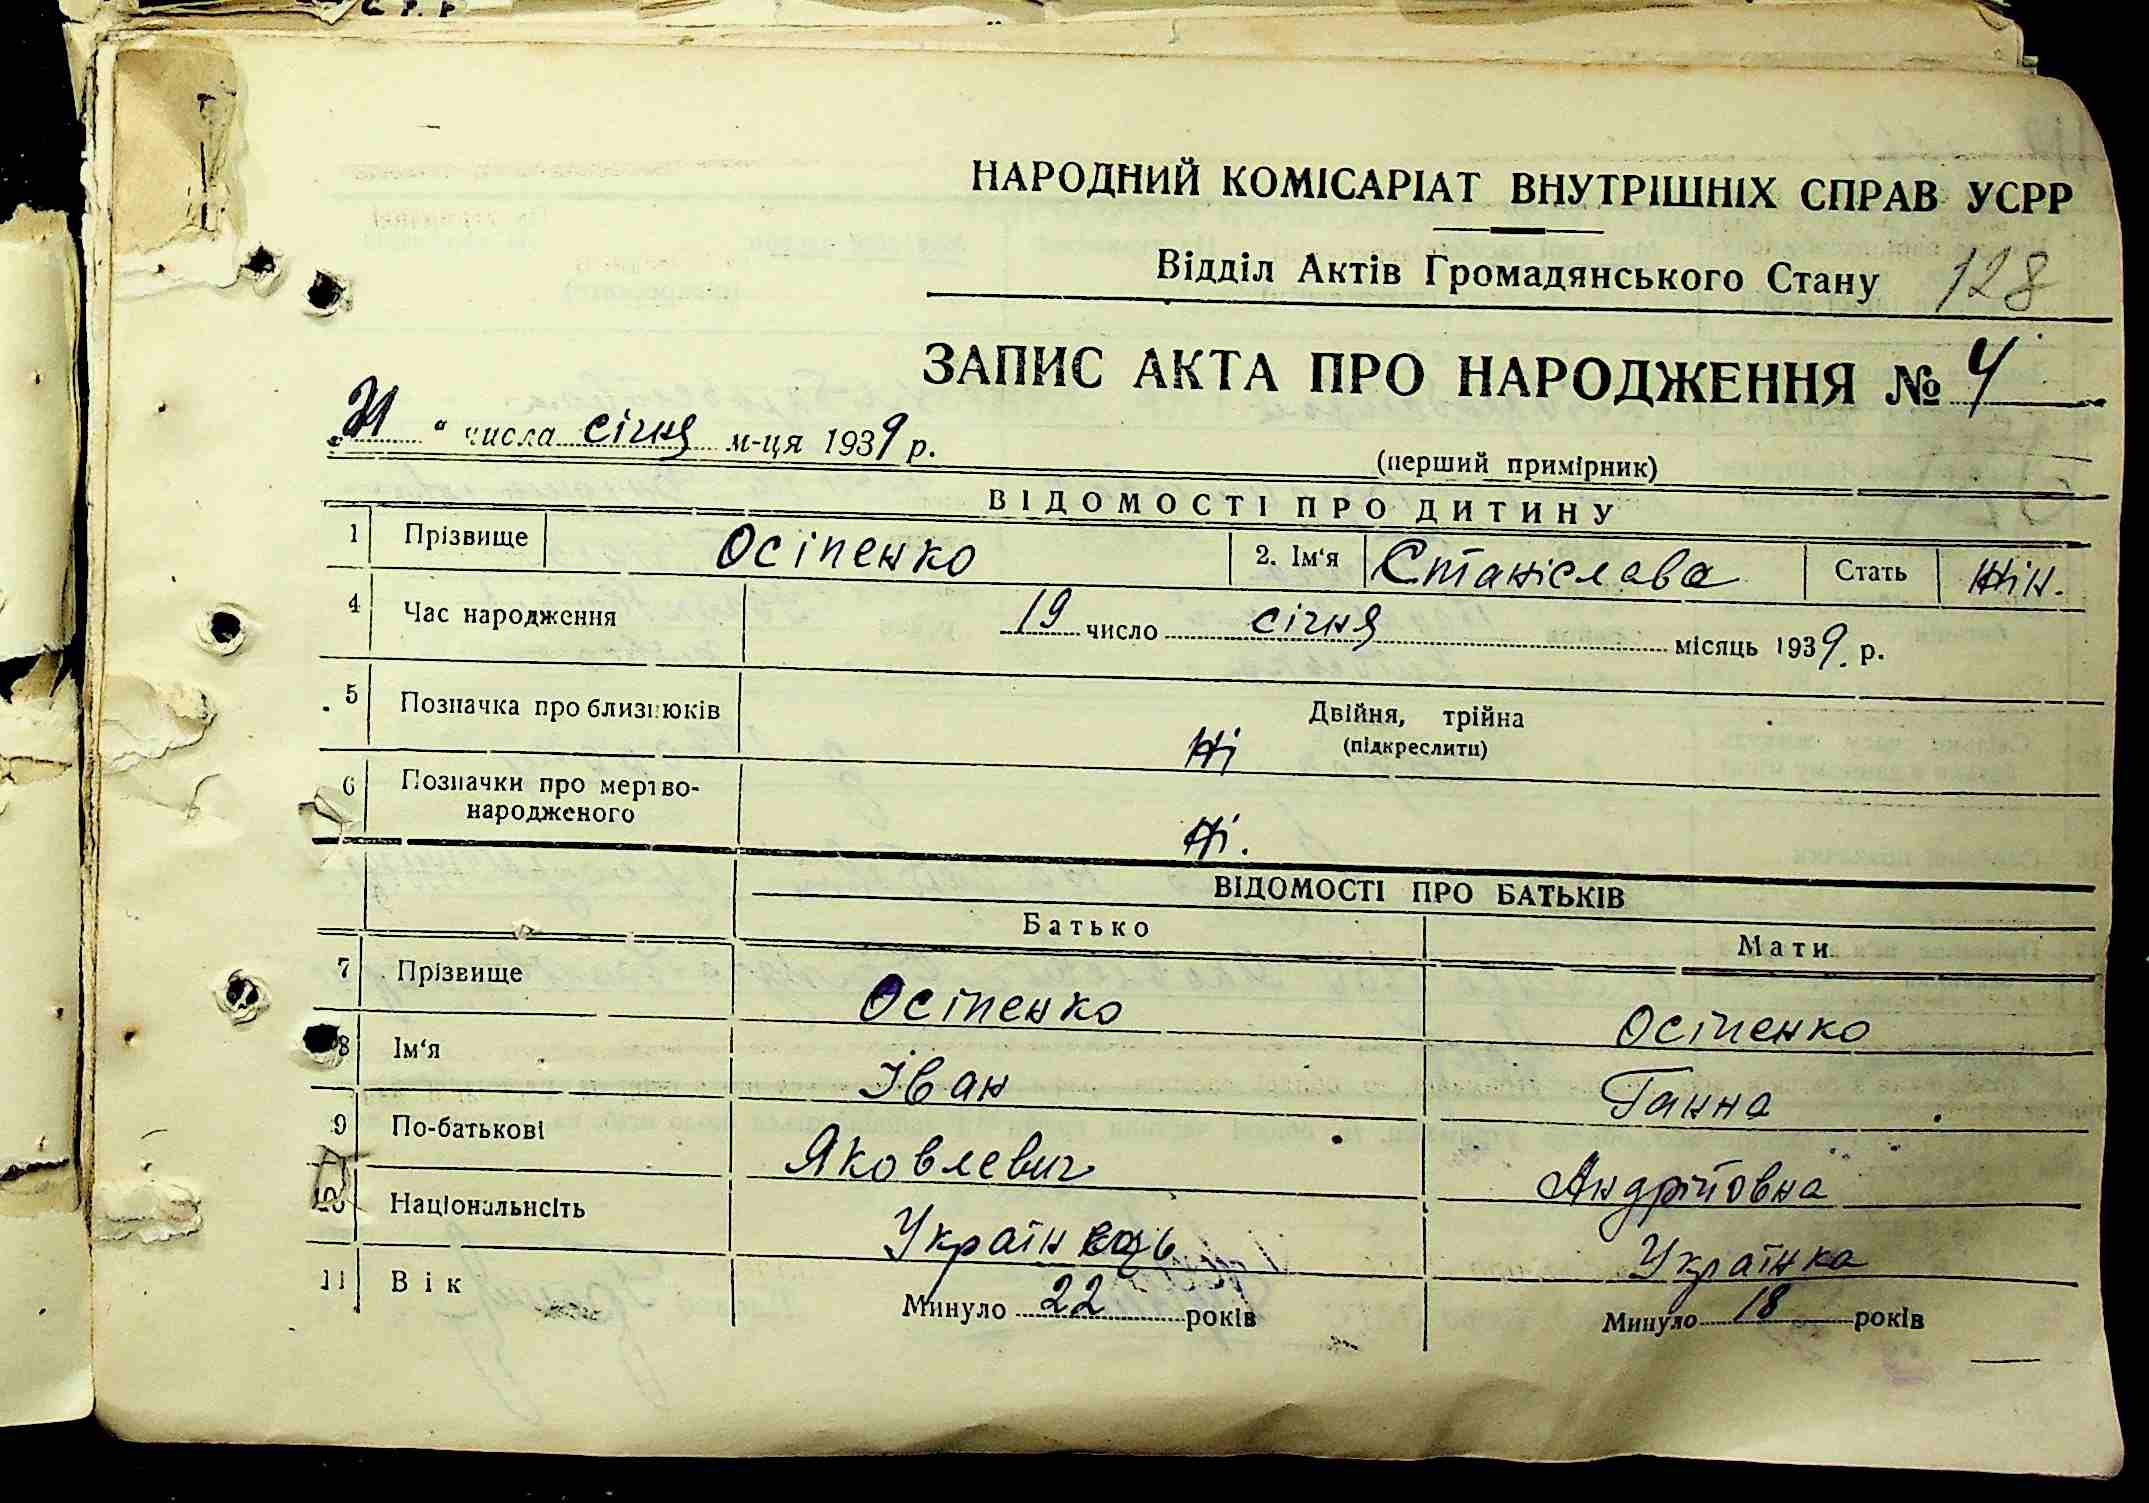 НАРОДНИЙ КОМІСАРІАТ ВНУТРІШНІХ СПРАВ УСРР
Відділ Актів Громадянського Стану 128
ЗАПИС АКТА ПРО НАРОДЖЕННЯ № 4
„21“ числа січня м-ця 1939 р.
(перший примірник)
ВІДОМОСТІ ПРО ДИТИНУ
1 Прізвище Осіпенко 2. Ім‘я Станіслава Стать жін.
4 Час народження 19 число січня місяць 1939. р.
5 Позначка про близнюків Двійня, трійна
Ні (підкреслити)
6 Позначки про мертво-
народженого Ні.
ВІДОМОСТІ ПРО БАТЬКІВ
Батько Мати
7 Прізвище Осіпенко Осіпенко
8 Ім‘я Іван Ганна
9 По-батькові Яковлевич Андрійовна
10 Національнсіть Українець Українка
11 Вік Минуло 22 років Минуло 18 років